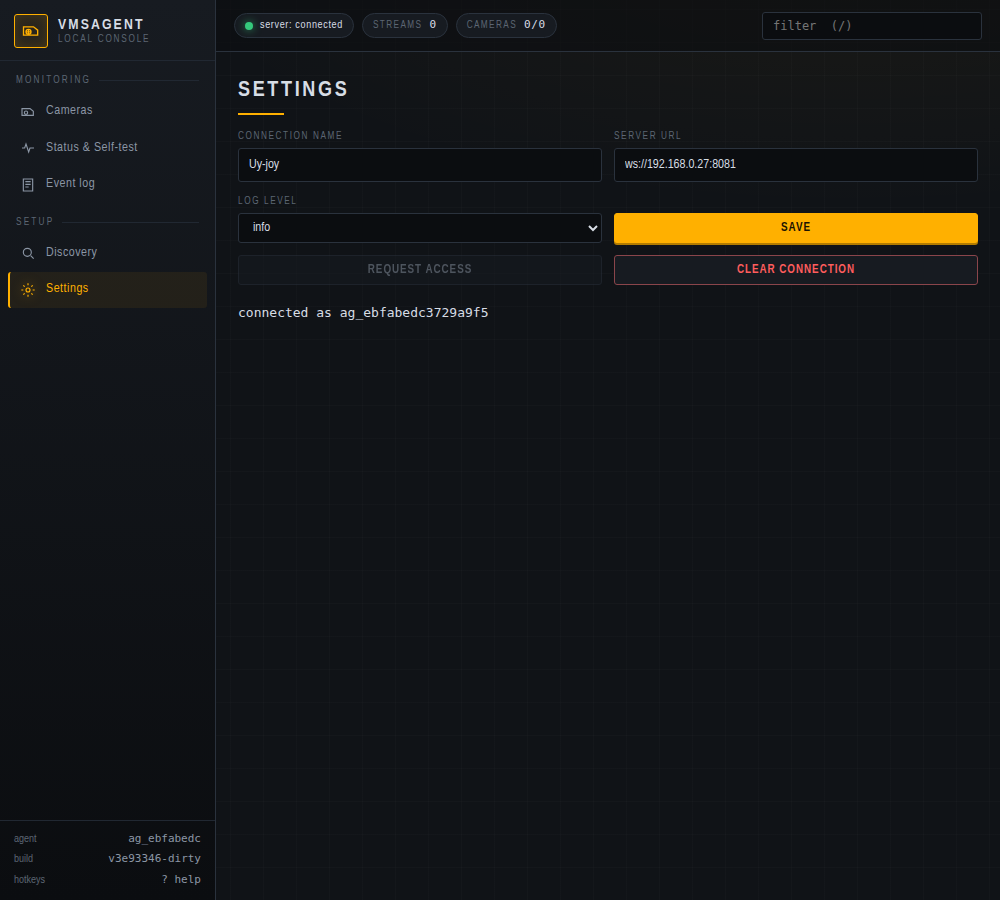 VMSAGENT
LOCAL CONSOLE
MONITORING
Cameras
Status & Self-test
Event log
SETUP
Discovery
Settings
agent ag_ebfabedc
build v3e93346-dirty
hotkeys ? help
server: connected STREAMS 0 CAMERAS 0/0 filter (/)
SETTINGS
CONNECTION NAME SERVER URL
Uy-joy ws://192.168.0.27:8081
LOG LEVEL
info SAVE
REQUEST ACCESS CLEAR CONNECTION
connected as ag_ebfabedc3729a9f5